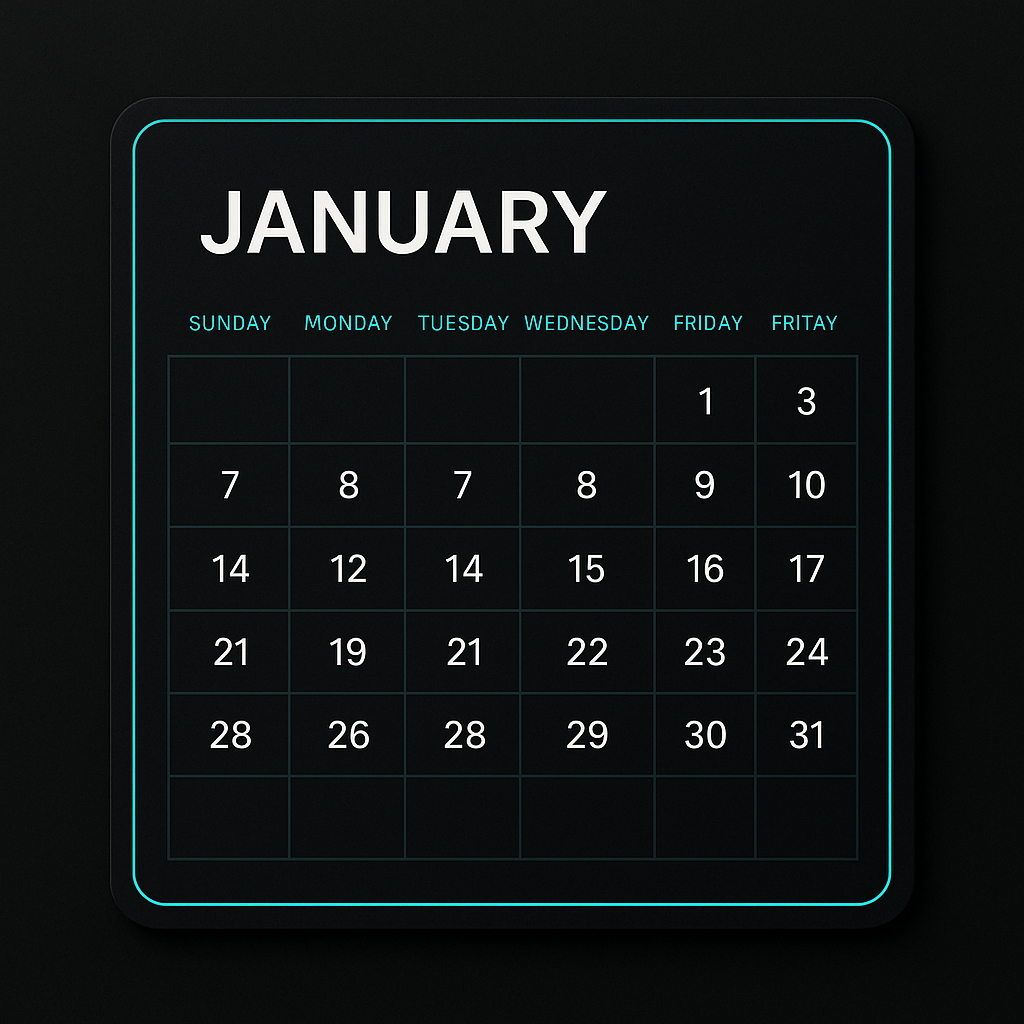 JANUARY
SUNDAY MONDAY TUESDAY WEDNESDAY FRIDAY FRITAY
1 3
7 8 7 8 9 10
14 12 14 15 16 17
21 19 21 22 23 24
28 26 28 29 30 31